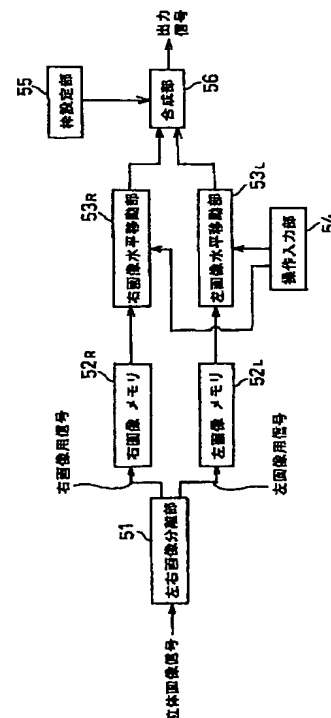 立体画像信号
51
左右画像分離部
右画像用信号
左画像用信号
52R
右画像メモリ
52L
左画像メモリ
53R
右画像水平移動部
53L
左画像水平移動部
操作入力部
54
55
枠設定部
合成部
56
出力
信号